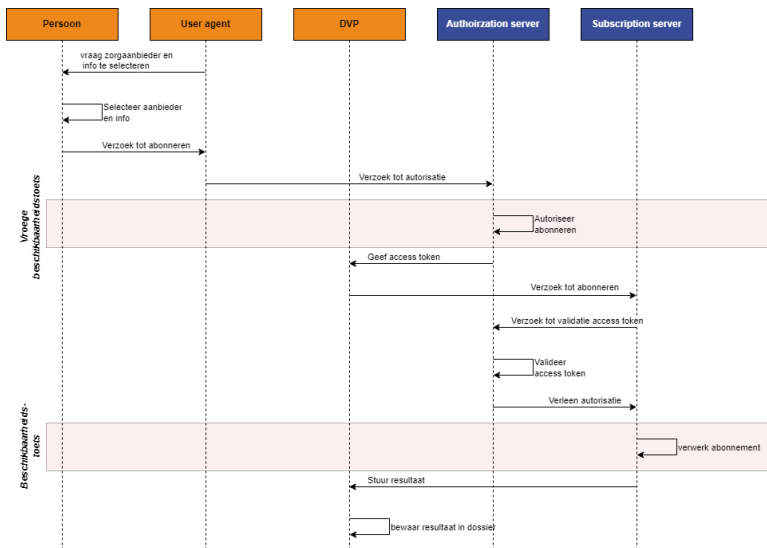 Persoon
User agent
DVP
Authoirzation server
Subscription server
vraag zorgaanbieder en
info te selecteren
Selecteer aanbieder
en info
Verzoek tot abonneren
Verzoek tot autorisatie
Vroege
beschikbaarheidstoets
Autoriseer
abonneren
Geef access token
Verzoek tot abonneren
Verzoek tot validatie access token
Valideer
access token
Verleen autorisatie
Beschikbaarheids-
toets
verwerk abonnement
Stuur resultaat
bewaar resultaat in dossier